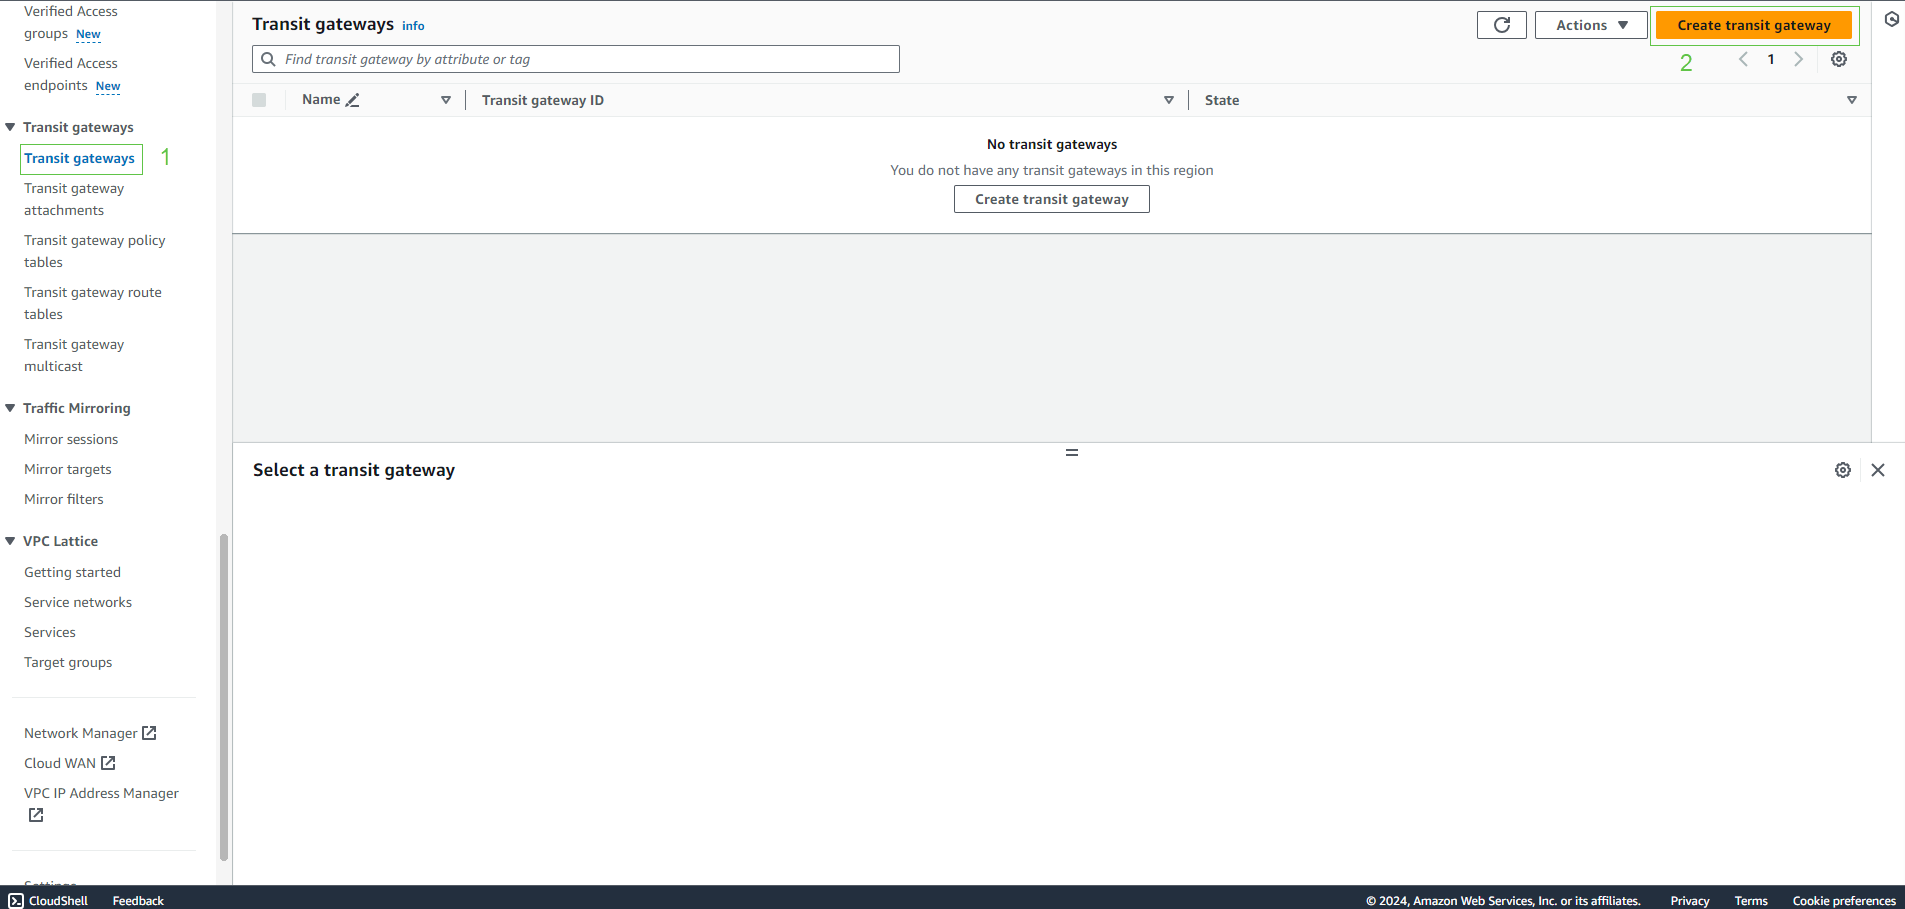 Verified Access
groups New
Verified Access
endpoints New
Transit gateways
Transit gateways 1
Transit gateway
attachments
Transit gateway policy
tables
Transit gateway route
tables
Transit gateway
multicast
Traffic Mirroring
Mirror sessions
Mirror targets
Mirror filters
VPC Lattice
Getting started
Service networks
Services
Target groups
Network Manager
Cloud WAN
VPC IP Address Manager
Settings
Transit gateways info
Actions
Create transit gateway
Find transit gateway by attribute or tag
2
1
Name
Transit gateway ID
State
No transit gateways
You do not have any transit gateways in this region
Create transit gateway
Select a transit gateway
CloudShell
Feedback
© 2024, Amazon Web Services, Inc. or its affiliates.
Privacy
Terms
Cookie preferences